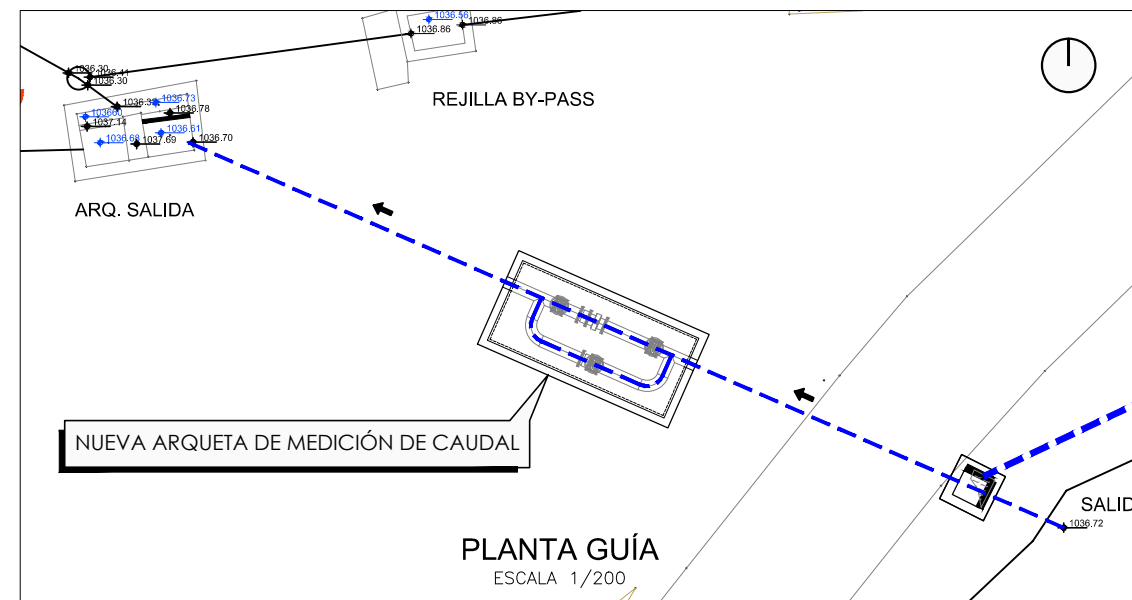 1036.56
1036.86
1036.86
REJILLA BY-PASS
1036.30
1036.41
1036.30
1036.73
1036.78
1037.14
1036.61
1036.68
1037.69
1036.70
ARQ. SALIDA
NUEVA ARQUETA DE MEDICIÓN DE CAUDAL
SALID
1036.72
PLANTA GUÍA
ESCALA 1/200